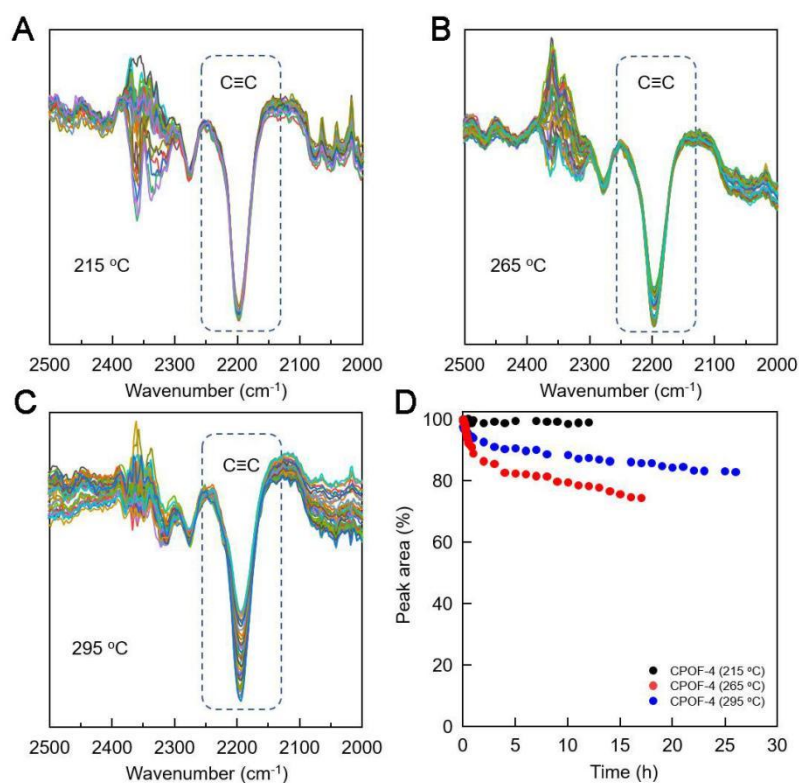 A
C≡C
215 °C
2500 2400 2300 2200 2100 2000
Wavenumber (cm⁻¹)
B
C≡C
265 °C
2500 2400 2300 2200 2100 2000
Wavenumber (cm⁻¹)
C
C≡C
295 °C
2500 2400 2300 2200 2100 2000
Wavenumber (cm⁻¹)
D
Peak area (%)
100
80
60
40
20
0
CPOF-4 (215 °C)
CPOF-4 (265 °C)
CPOF-4 (295 °C)
0 5 10 15 20 25 30
Time (h)